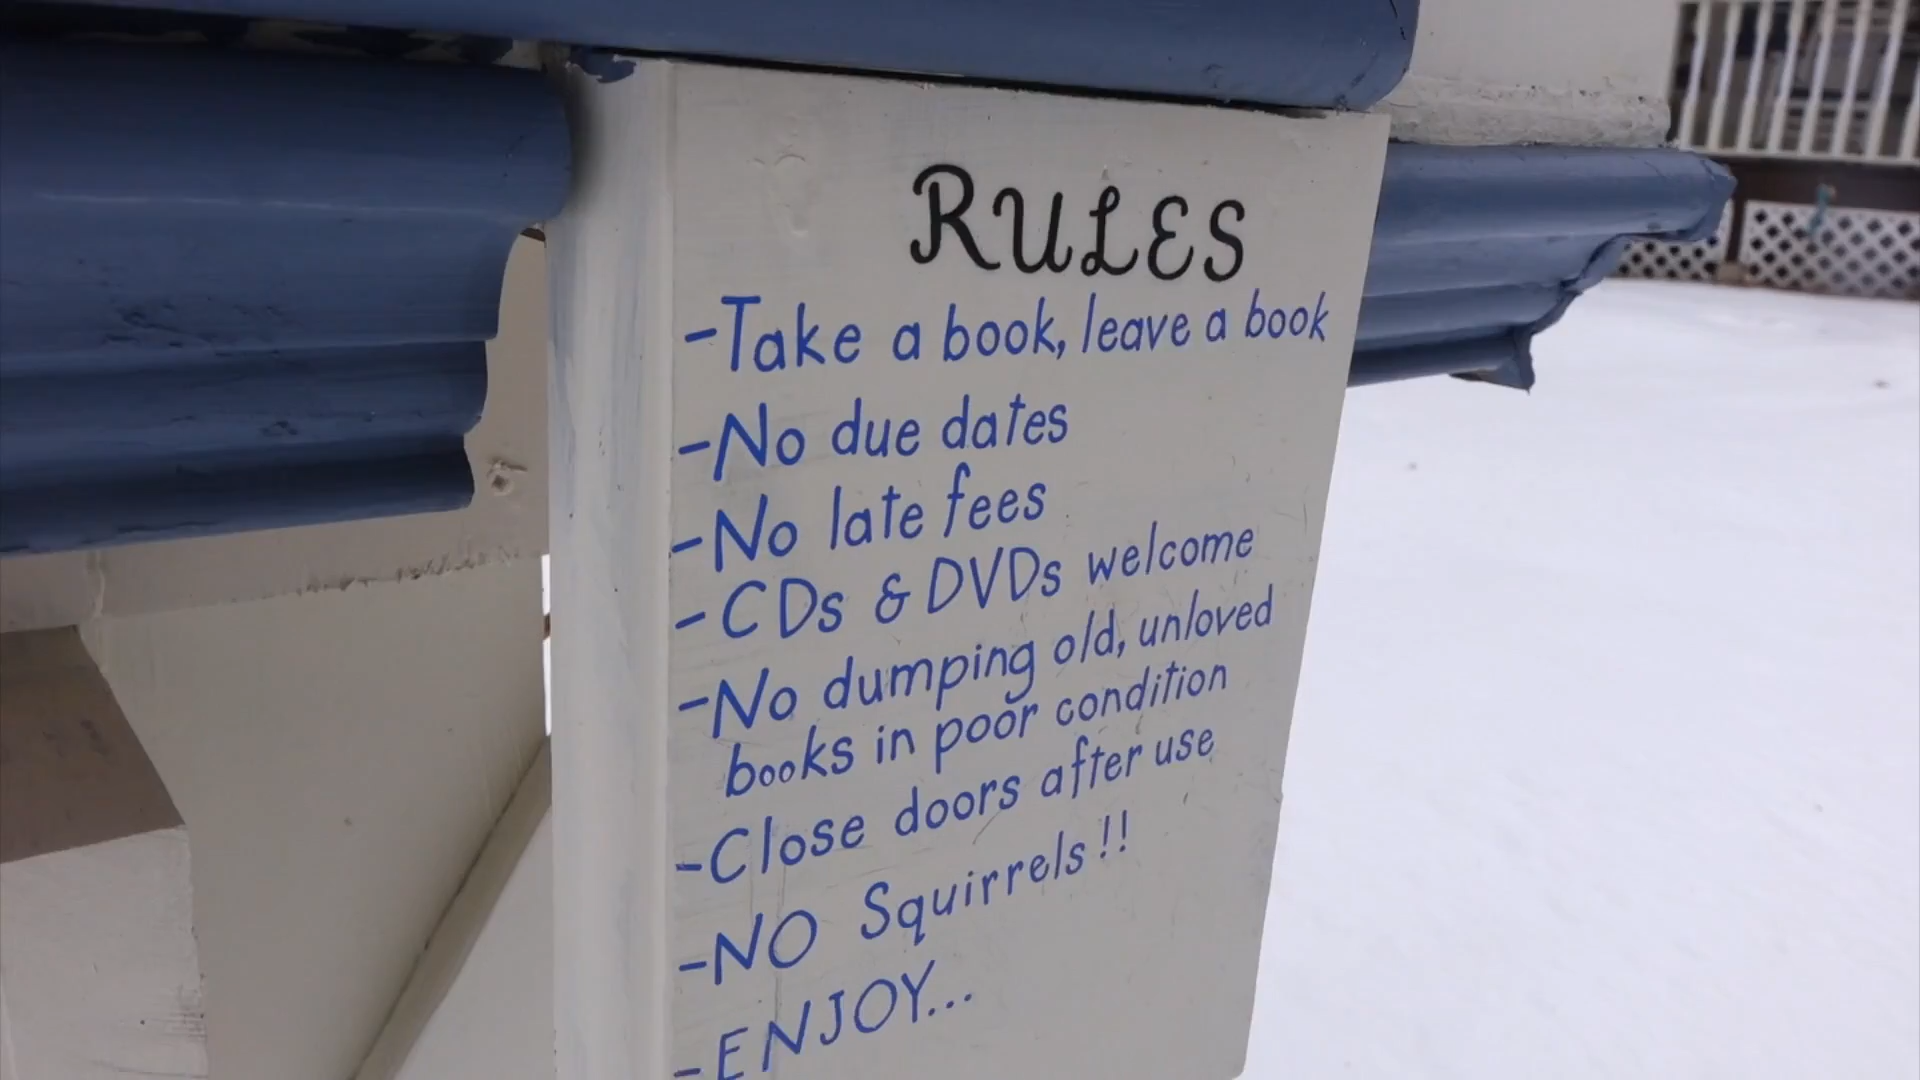 RULES
-Take a book, leave a book
-No due dates
-No late fees
-CDs & DVDs welcome
-No dumping old, unloved
books in poor condition
-Close doors after use
-NO Squirrels!!
-ENJOY...